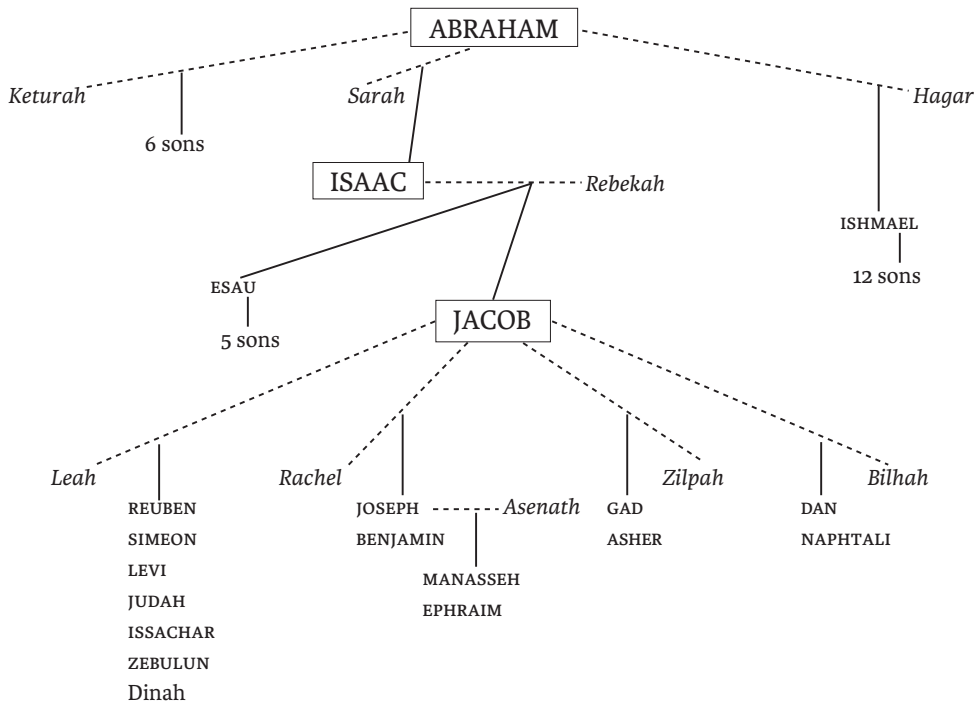 ABRAHAM
Keturah
Sarah
Hagar
6 sons
ISAAC
Rebekah
ISHMAEL
12 sons
ESAU
5 sons
JACOB
Leah
Rachel
Zilpah
Bilhah
REUBEN
SIMEON
LEVI
JUDAH
ISSACHAR
ZEBULUN
Dinah
JOSEPH
BENJAMIN
Asenath
MANASSEH
EPHRAIM
GAD
ASHER
DAN
NAPHTALI